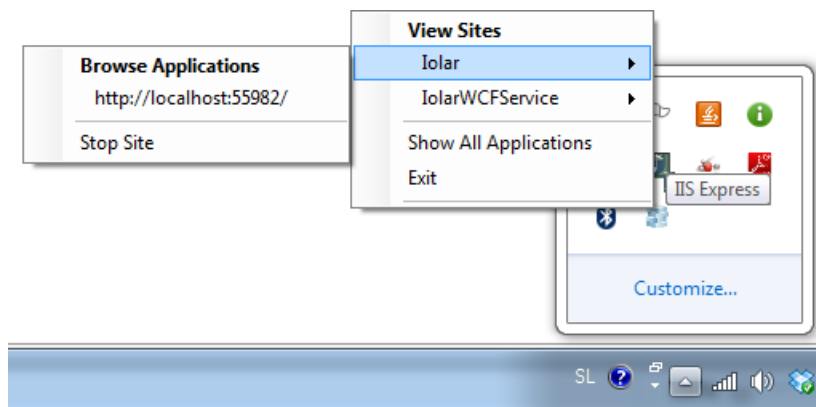 View Sites
Iolar
IolarWCFService
Show All Applications
Exit
Browse Applications
http://localhost:55982/
Stop Site
IIS Express
Customize...
SL